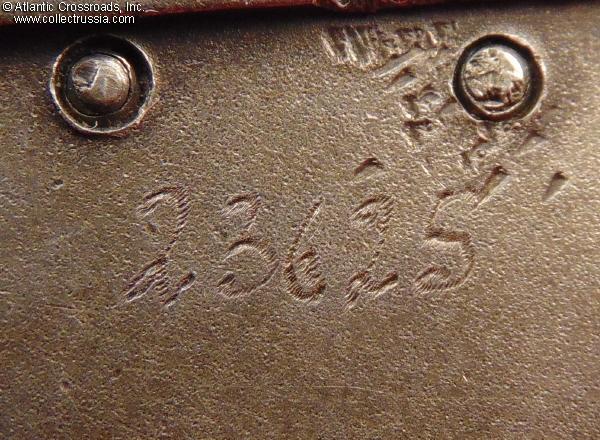 © Atlantic Crossroads, Inc.
www.collectrussia.com
23625